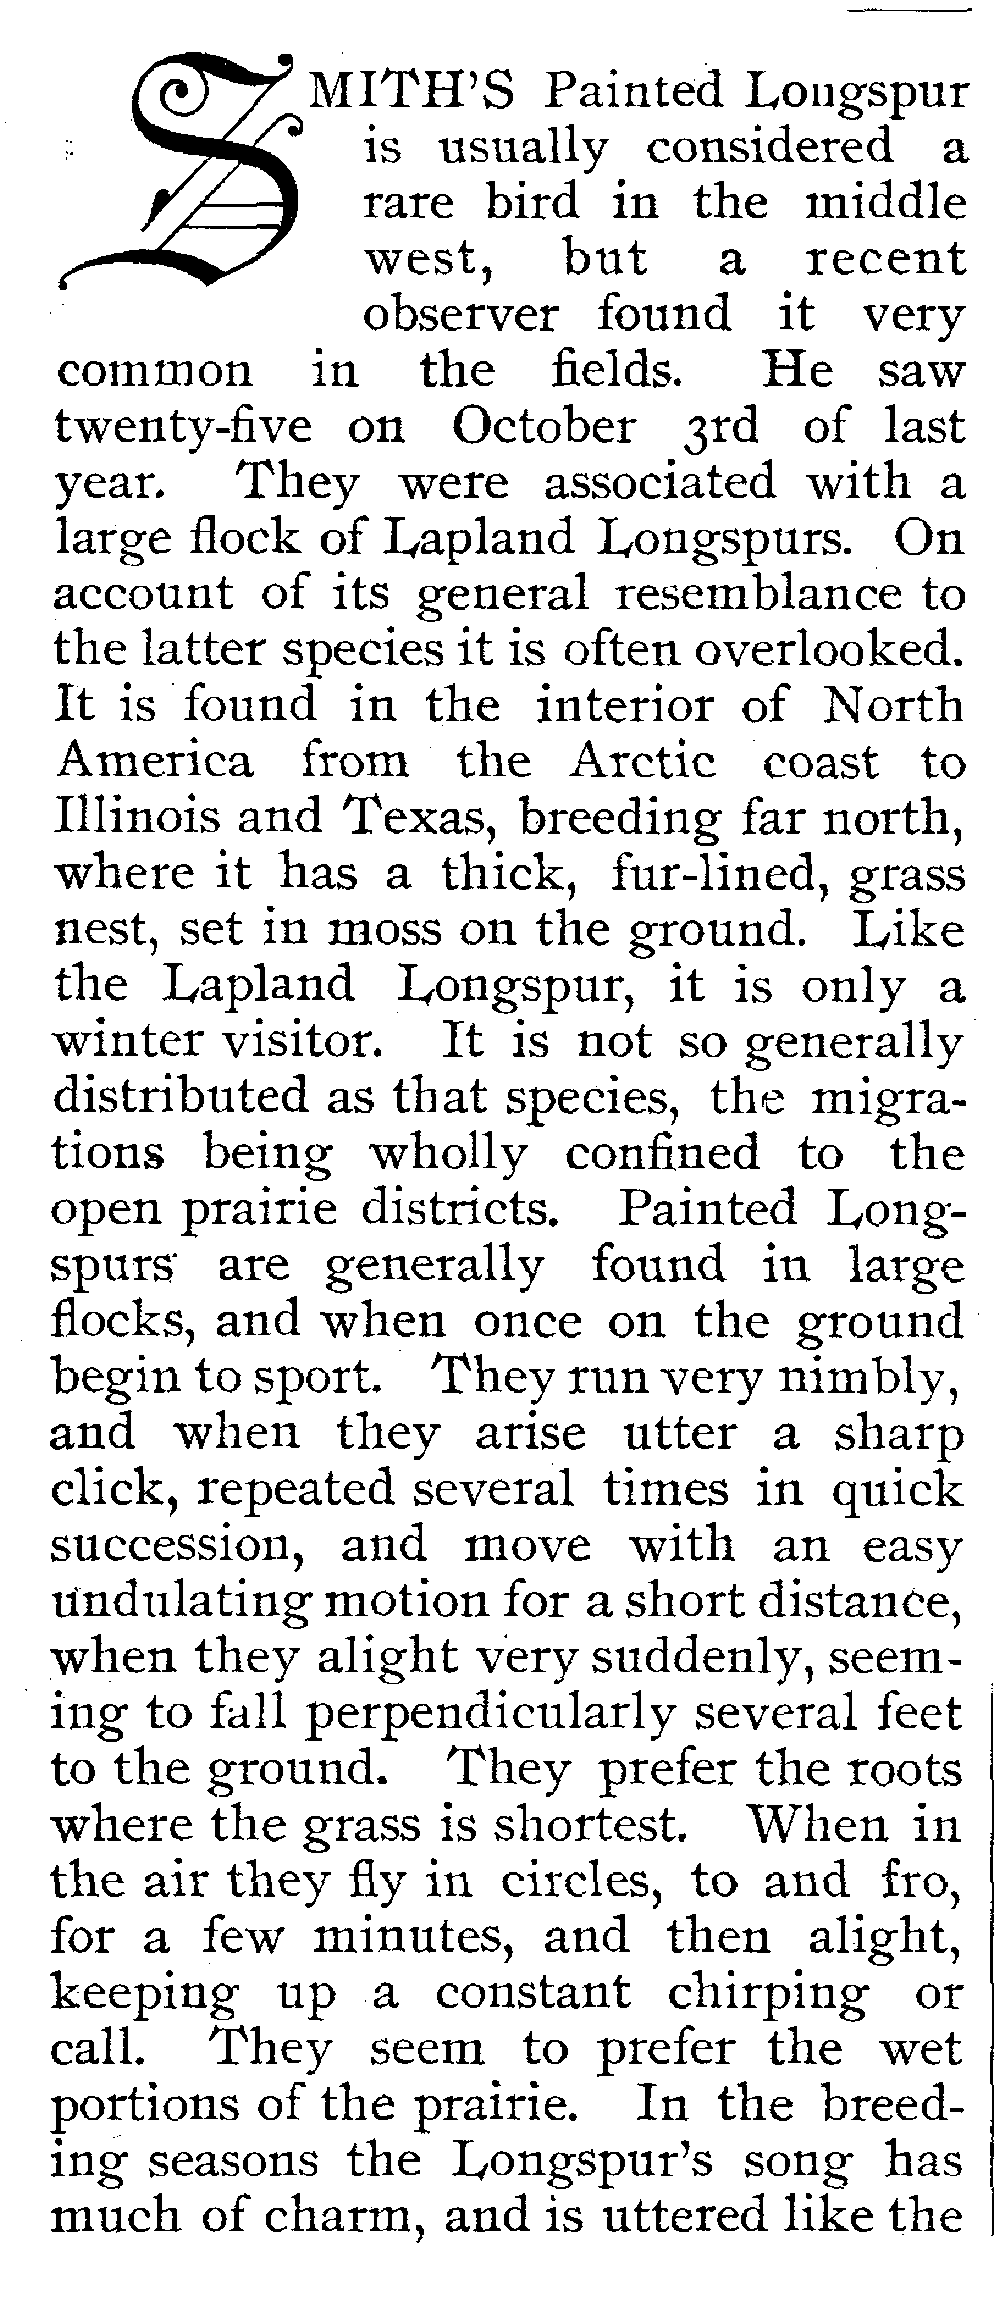 SMITH'S Painted Longspur
is usually considered a
rare bird in the middle
west, but a recent
observer found it very
common in the fields. He saw
twenty-five on October 3rd of last
year. They were associated with a
large flock of Lapland Longspurs. On
account of its general resemblance to
the latter species it is often overlooked.
It is found in the interior of North
America from the Arctic coast to
Illinois and Texas, breeding far north,
where it has a thick, fur-lined, grass
nest, set in moss on the ground. Like
the Lapland Longspur, it is only a
winter visitor. It is not so generally
distributed as that species, the migra-
tions being wholly confined to the
open prairie districts. Painted Long-
spurs are generally found in large
flocks, and when once on the ground
begin to sport. They run very nimbly,
and when they arise utter a sharp
click, repeated several times in quick
succession, and move with an easy
undulating motion for a short distance,
when they alight very suddenly, seem-
ing to fall perpendicularly several feet
to the ground. They prefer the roots
where the grass is shortest. When in
the air they fly in circles, to and fro,
for a few minutes, and then alight,
keeping up a constant chirping or
call. They seem to prefer the wet
portions of the prairie. In the breed-
ing seasons the Longspur's song has
much of charm, and is uttered like the